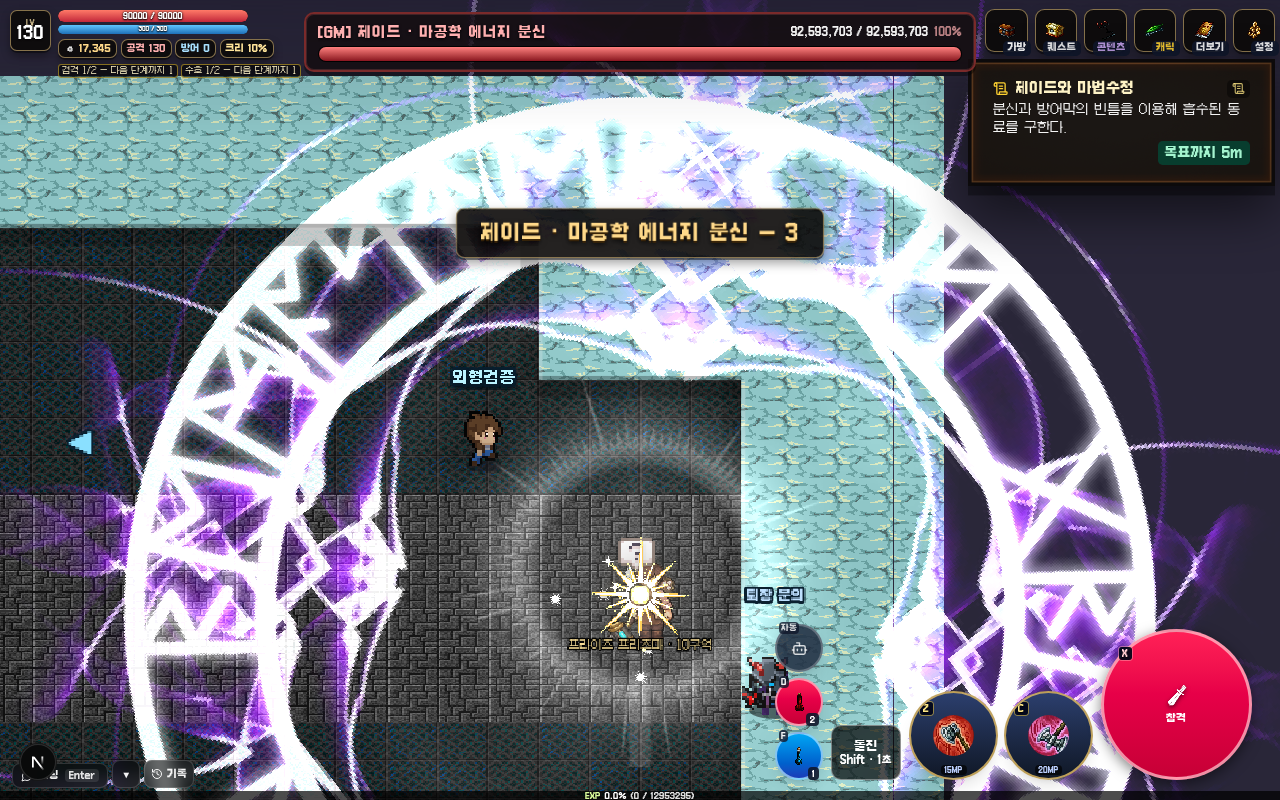 LV
130
90000 / 90000
500 / 500
17,345
공격 130
방어 0
크리 10%
검격 1/2 — 다음 단계까지 1
수호 1/2 — 다음 단계까지 1
[GM] 제이드 · 마공학 에너지 분신
92,593,703 / 92,593,703 100%
가방
퀘스트
콘텐츠
캐릭
더보기
설정
제이드와 마법수정
분신과 방어막의 빈틈을 이용해 흡수된 동
료를 구한다.
목표까지 5m
제이드 · 마공학 에너지 분신 — 3
외형검증
프리즈마 · 10구역
퇴장 문의
자동
D
2
F
1
돌진
Shift · 1초
Z
15MP
C
20MP
X
참격
N
Enter
▼
기록
EXP 0.0% (0 / 12953295)